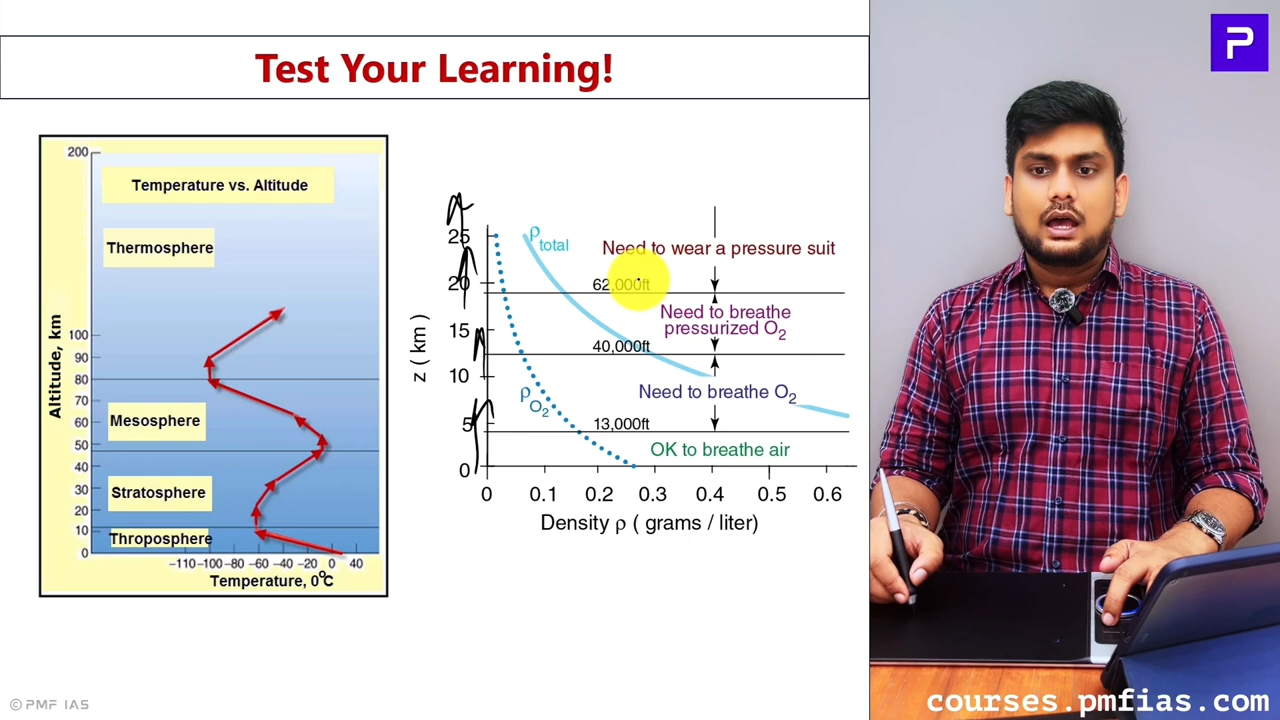 Test Your Learning!
P
200
Temperature vs. Altitude
Thermosphere
100
90
80
70
60
50
40
30
20
10
0
Mesosphere
Stratosphere
Throposphere
Altitude, km
-110 -100 -80 -60 -40 -20 0 40
Temperature, 0°C
ρtotal
Need to wear a pressure suit
62,000ft
Need to breathe
pressurized O2
40,000ft
Need to breathe O2
ρO2
13,000ft
OK to breathe air
z ( km )
25
20
15
10
5
0
0 0.1 0.2 0.3 0.4 0.5 0.6
Density ρ ( grams / liter)
© PMF IAS
courses.pmfias.com